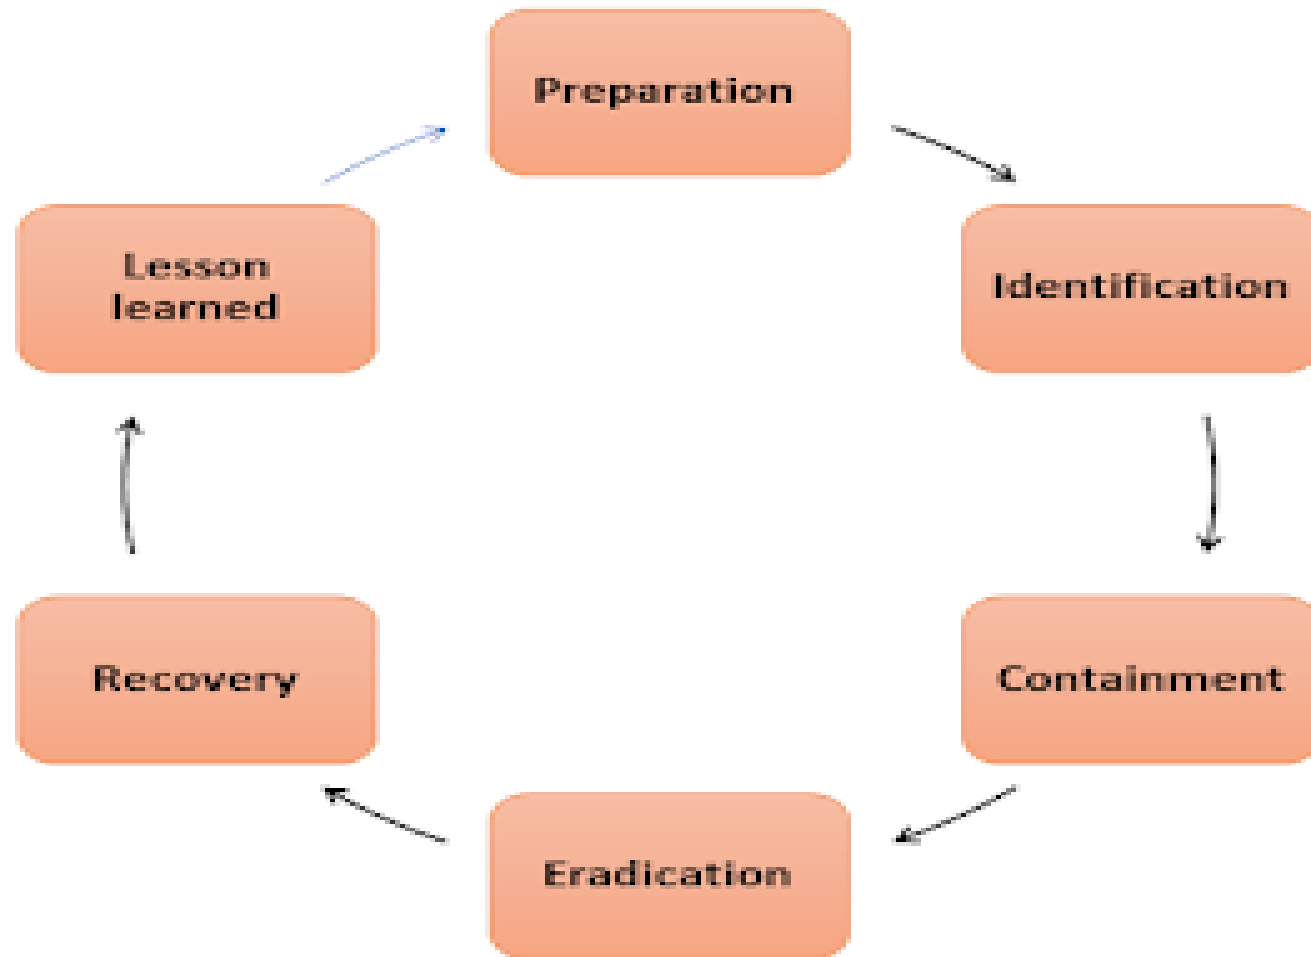 Preparation
Identification
Containment
Eradication
Recovery
Lesson
learned